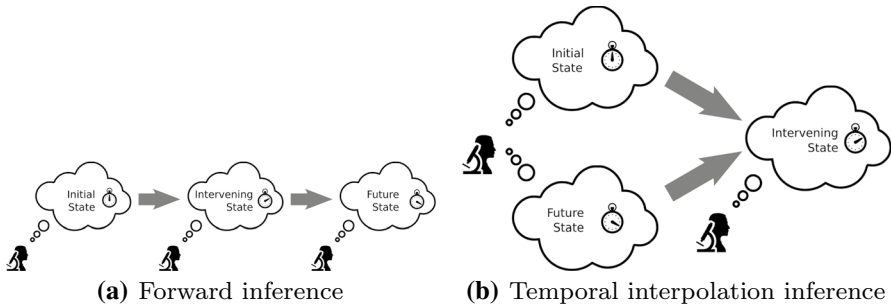 Initial
State
Intervening
State
Future
State
(a) Forward inference
Initial
State
Future
State
Intervening
State
(b) Temporal interpolation inference